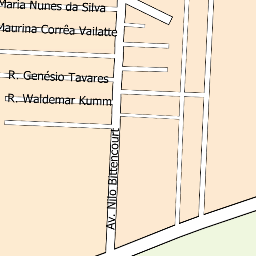 Maria Nunes da Silva
Maurina Corrêa Vailatte
R. Genésio Tavares
R. Waldemar Kumm
Av. Nilo Bittencourt